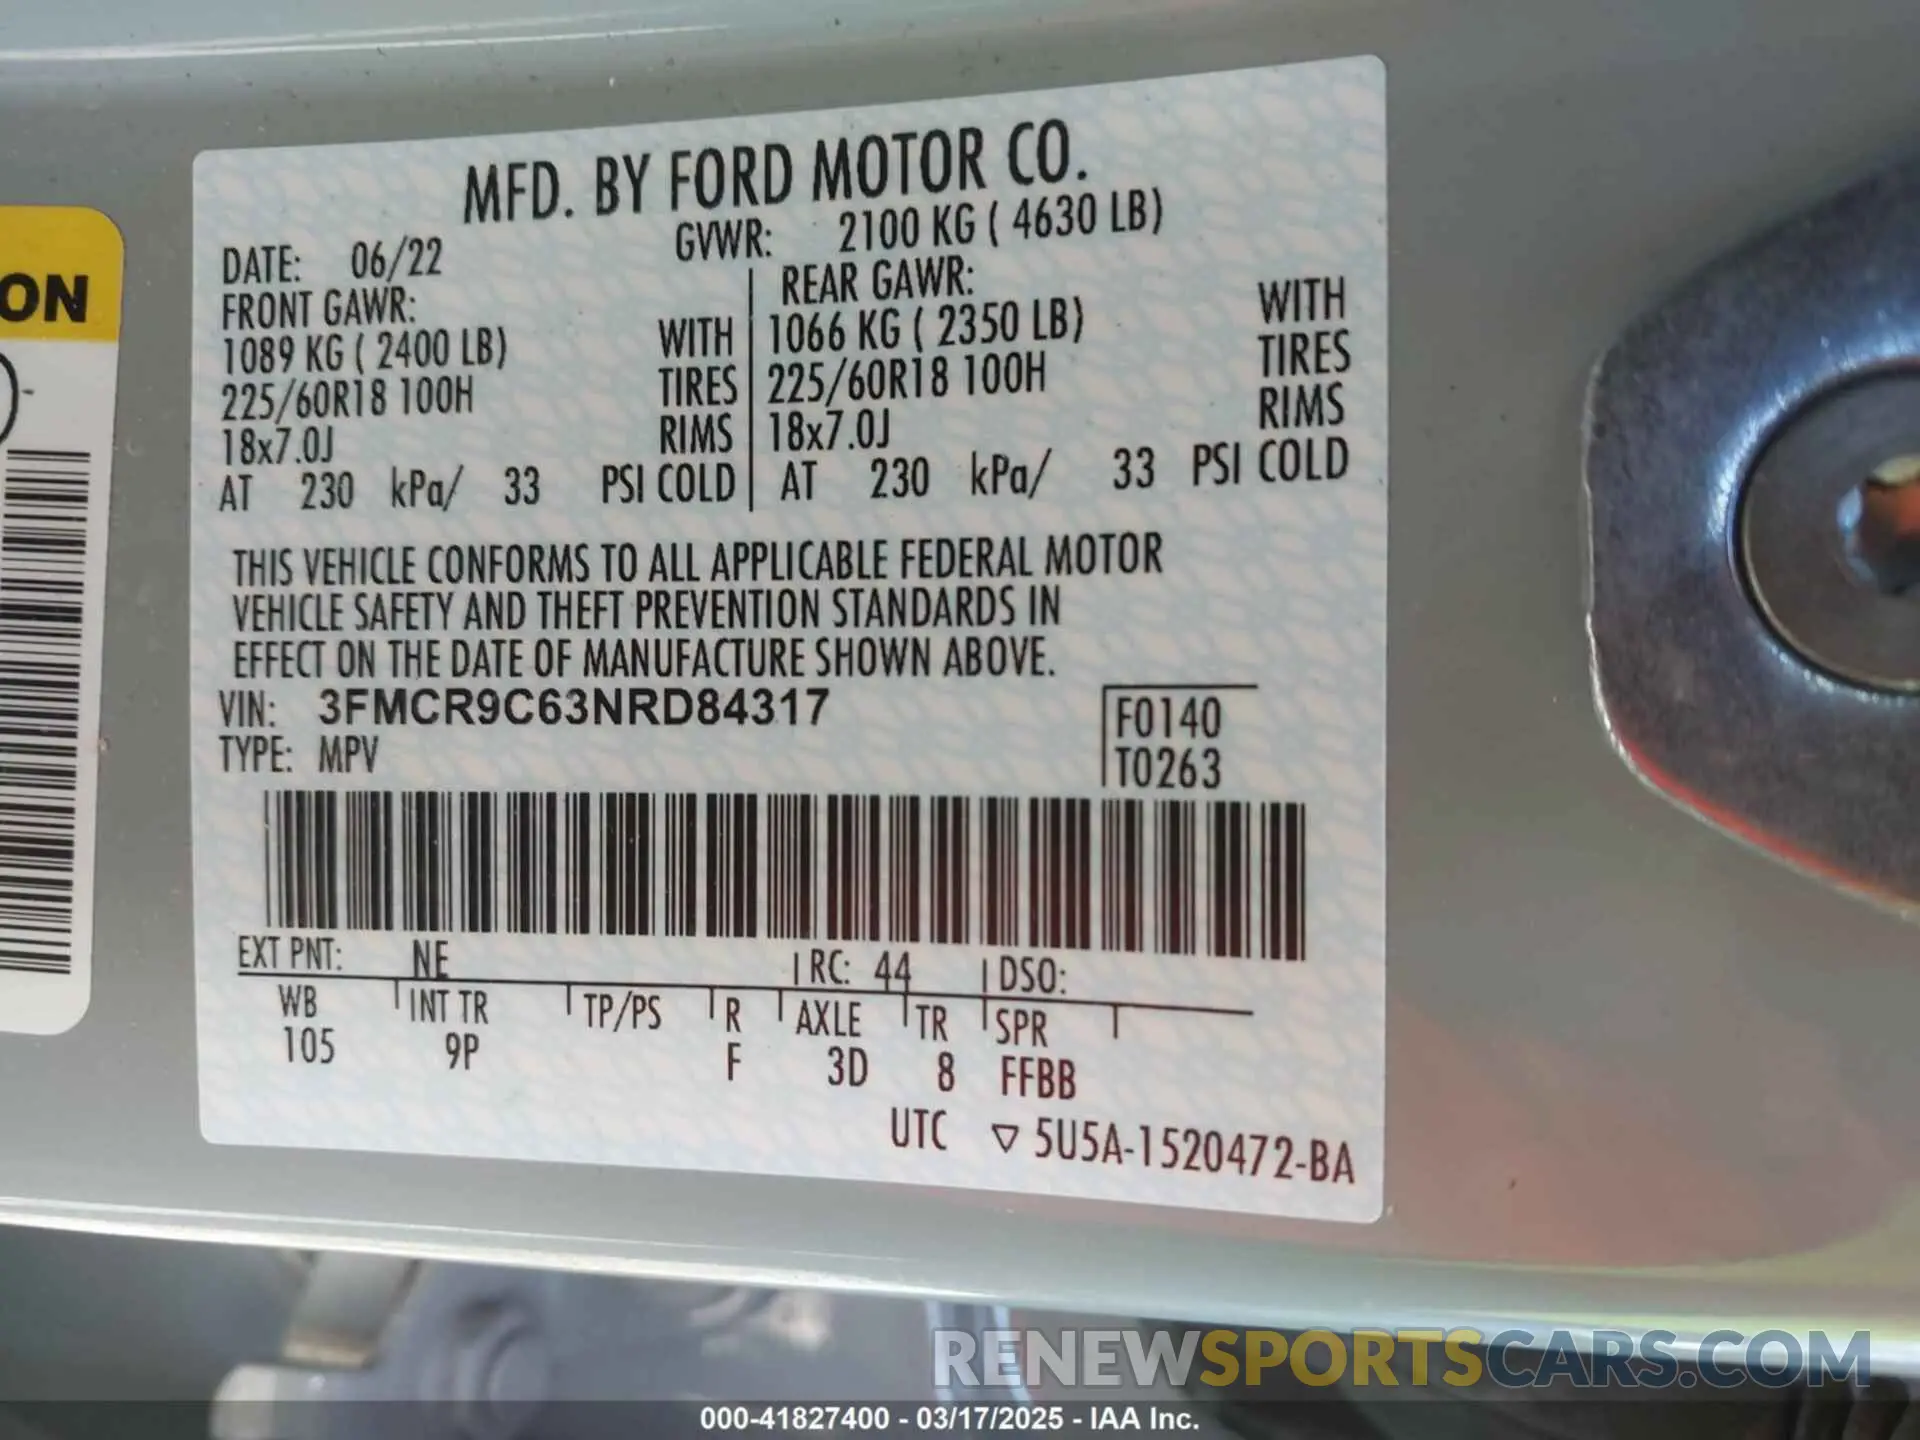 MFD. BY FORD MOTOR CO.
DATE: 06/22 GVWR: 2100 KG ( 4630 LB)
FRONT GAWR: REAR GAWR:
1089 KG ( 2400 LB) WITH 1066 KG ( 2350 LB) WITH
225/60R18 100H TIRES 225/60R18 100H TIRES
18x7.0J RIMS 18x7.0J RIMS
AT 230 kPa/ 33 PSI COLD AT 230 kPa/ 33 PSI COLD
THIS VEHICLE CONFORMS TO ALL APPLICABLE FEDERAL MOTOR
VEHICLE SAFETY AND THEFT PREVENTION STANDARDS IN
EFFECT ON THE DATE OF MANUFACTURE SHOWN ABOVE.
VIN: 3FMCR9C63NRD84317 F0140
TYPE: MPV T0263
EXT PNT: NE RC: 44 DSO:
WB INT TR TP/PS R AXLE TR SPR
105 9P F 3D 8 FFBB
UTC ▽ 5U5A-1520472-BA
ON
RENEWSPORTSCARS.COM
000-41827400 - 03/17/2025 - IAA Inc.